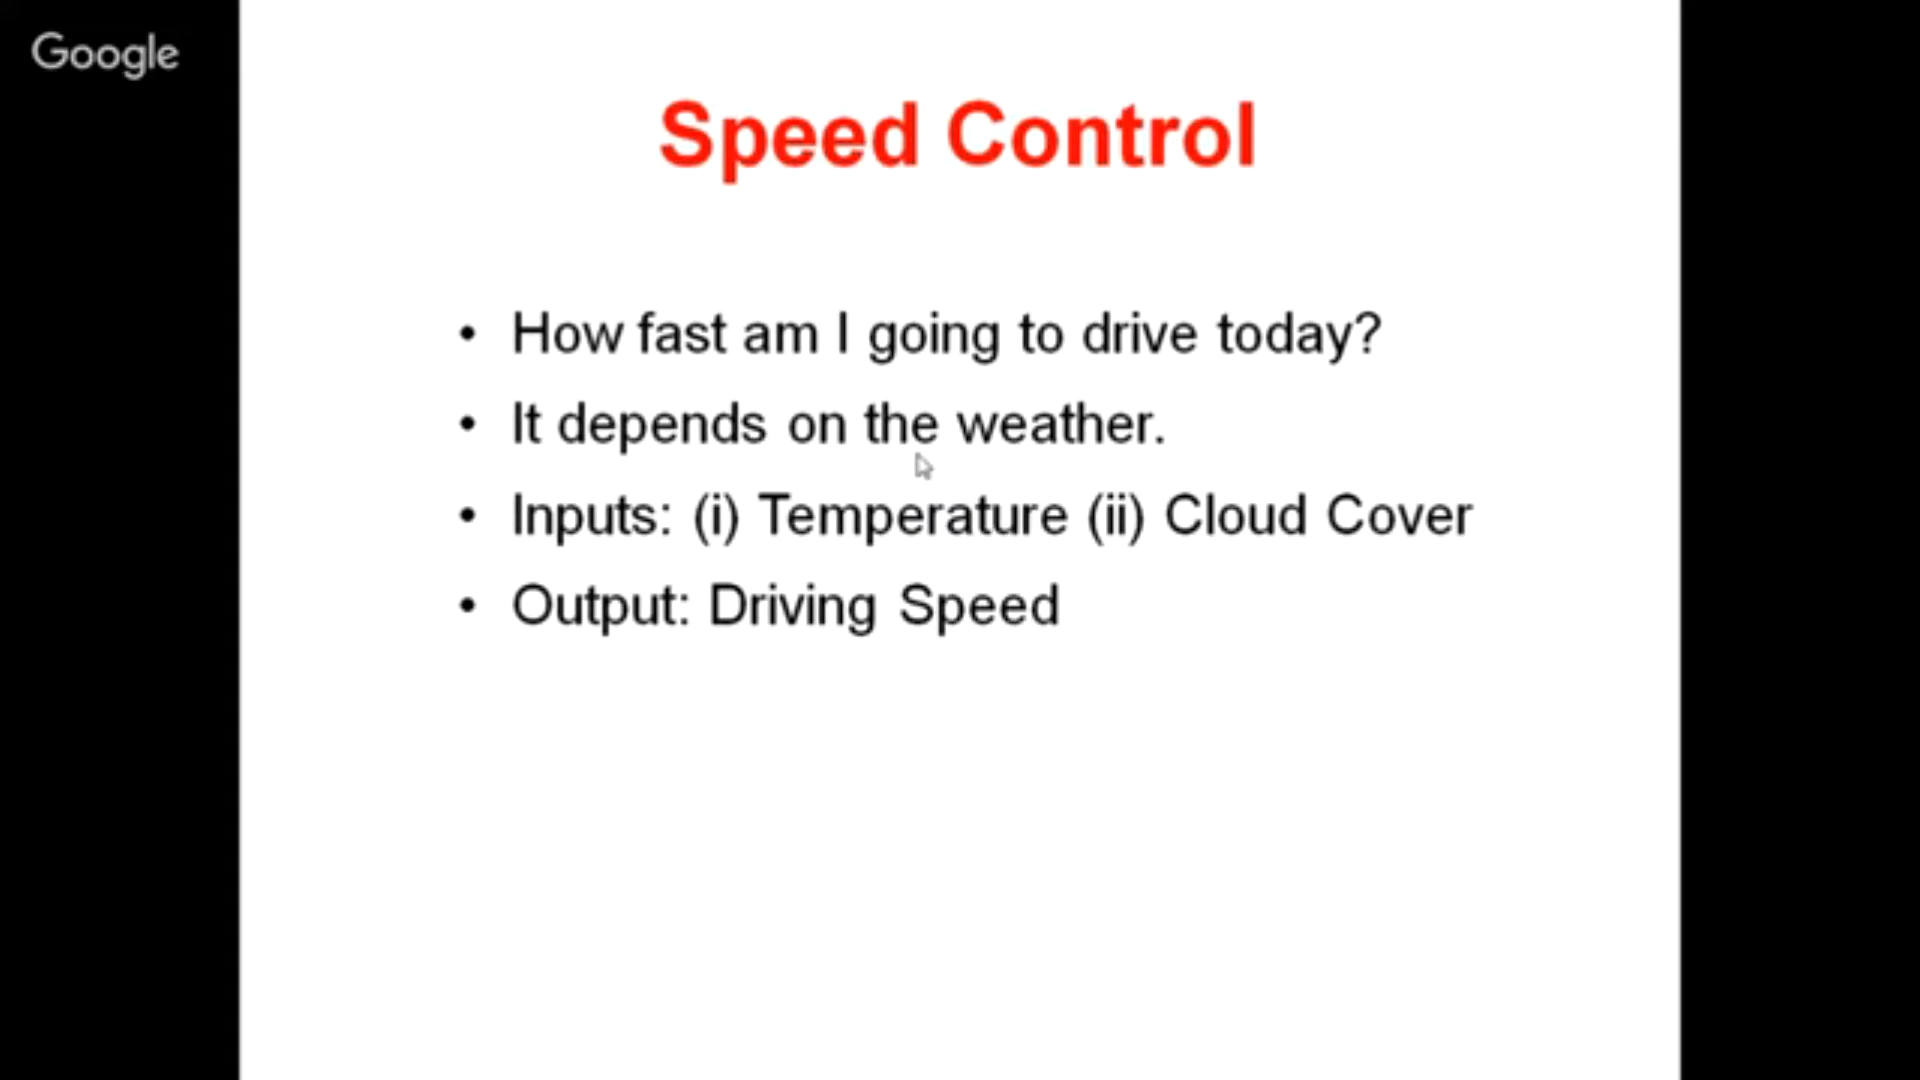 Google
Speed Control
• How fast am I going to drive today?
• It depends on the weather.
• Inputs: (i) Temperature (ii) Cloud Cover
• Output: Driving Speed